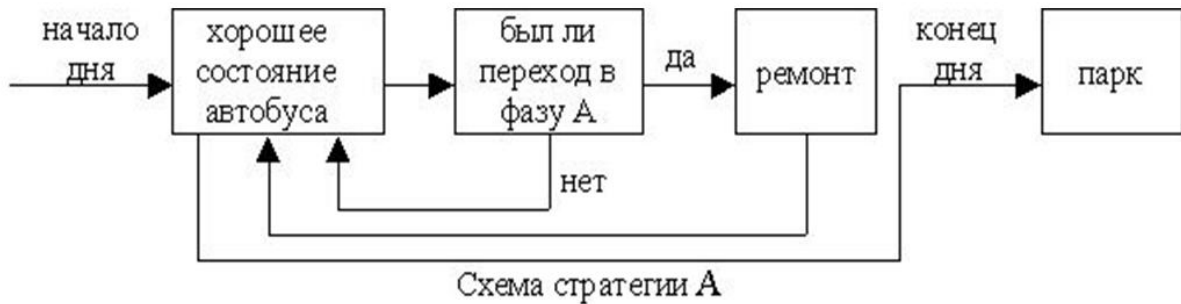 начало
дня
хорошее
состояние
автобуса
был ли
переход в
фазу А
да
ремонт
конец
дня
парк
нет
Схема стратегии А